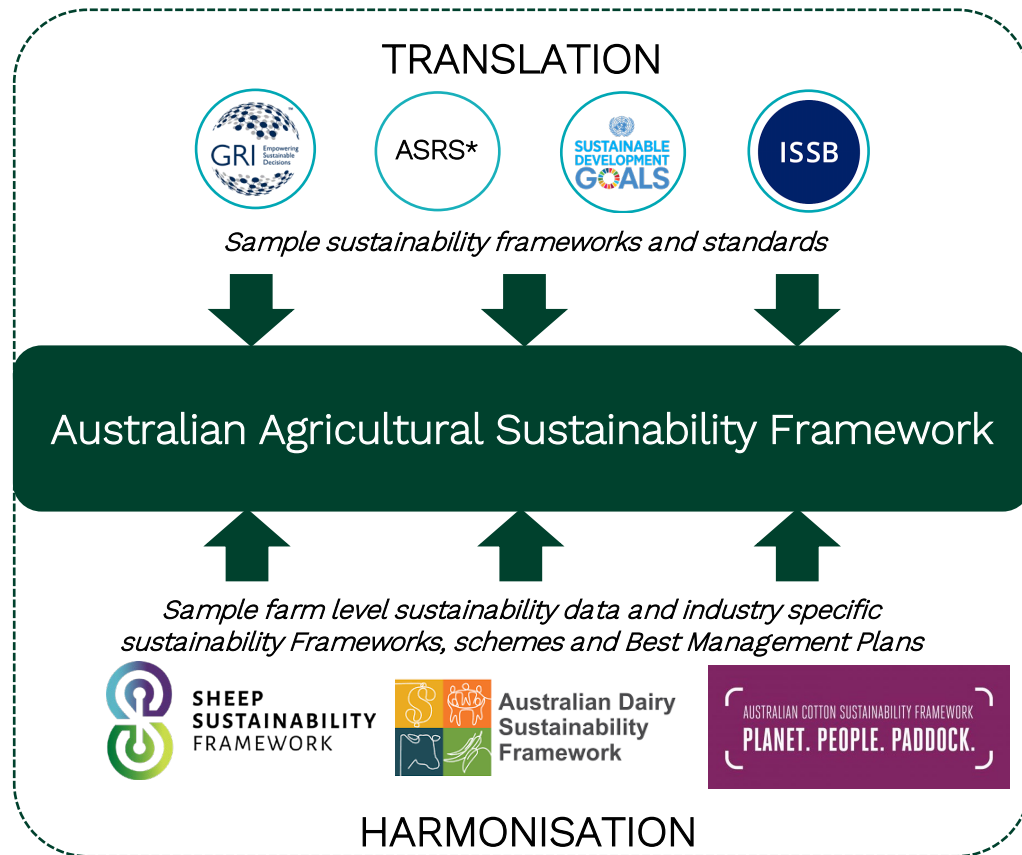 TRANSLATION
GRI Empowering Sustainable Decisions
ASRS*
SUSTAINABLE
DEVELOPMENT
GOALS
ISSB
Sample sustainability frameworks and standards
Australian Agricultural Sustainability Framework
Sample farm level sustainability data and industry specific
sustainability Frameworks, schemes and Best Management Plans
SHEEP
SUSTAINABILITY
FRAMEWORK
Australian Dairy
Sustainability
Framework
AUSTRALIAN COTTON SUSTAINABILITY FRAMEWORK
PLANET. PEOPLE. PADDOCK.
HARMONISATION